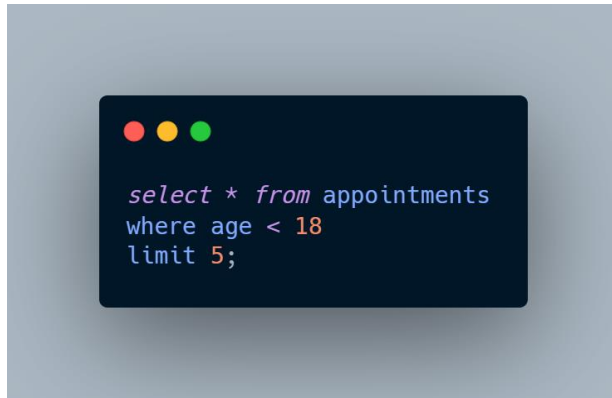 select * from appointments
where age < 18
limit 5;